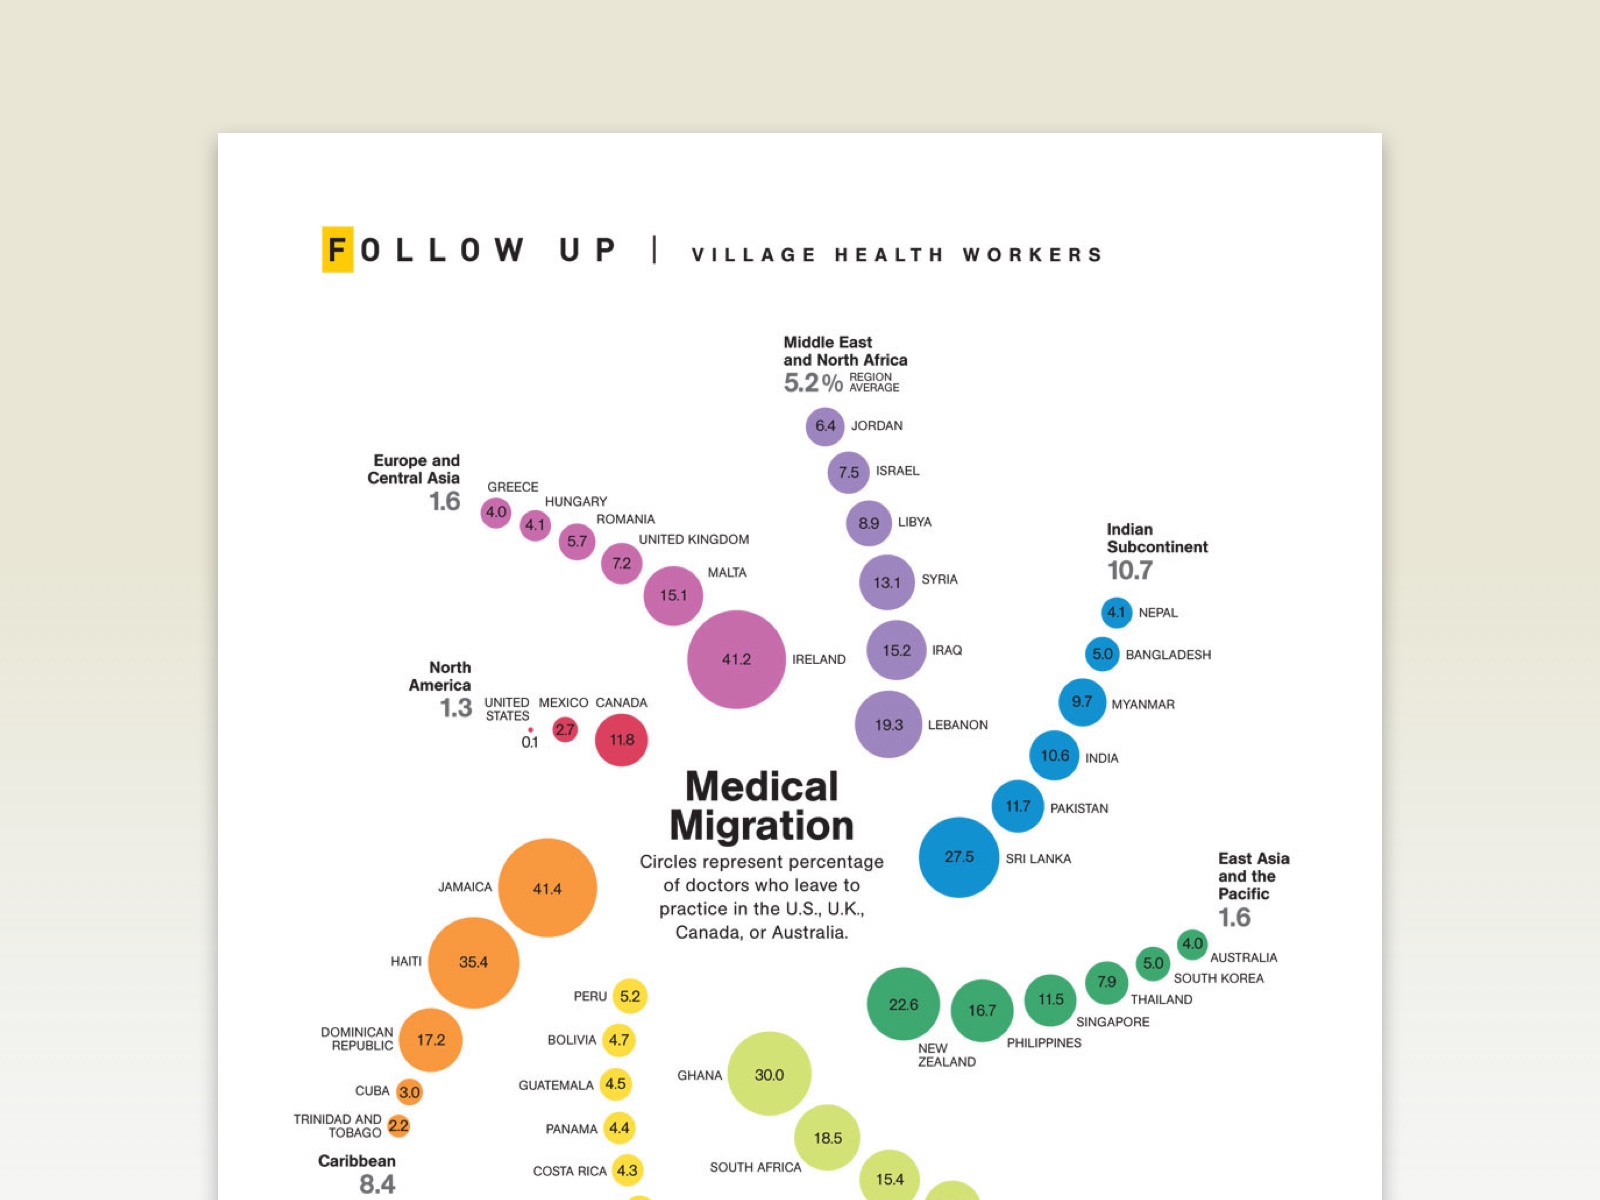 FOLLOW UP | VILLAGE HEALTH WORKERS
Middle East
and North Africa
5.2% REGION
AVERAGE
6.4 JORDAN
7.5 ISRAEL
8.9 LIBYA
13.1 SYRIA
15.2 IRAQ
19.3 LEBANON
Europe and
Central Asia
1.6
GREECE
4.0
HUNGARY
4.1
ROMANIA
5.7
UNITED KINGDOM
7.2
MALTA
15.1
41.2 IRELAND
Indian
Subcontinent
10.7
4.1 NEPAL
5.0 BANGLADESH
9.7 MYANMAR
10.6 INDIA
11.7 PAKISTAN
27.5 SRI LANKA
North
America
1.3
UNITED
STATES
0.1
MEXICO
2.7
CANADA
11.8
Medical
Migration
Circles represent percentage
of doctors who leave to
practice in the U.S., U.K.,
Canada, or Australia.
East Asia
and the
Pacific
1.6
4.0
AUSTRALIA
5.0
SOUTH KOREA
7.9
THAILAND
11.5
SINGAPORE
16.7
PHILIPPINES
22.6
NEW
ZEALAND
JAMAICA 41.4
HAITI 35.4
DOMINICAN
REPUBLIC
17.2
CUBA 3.0
TRINIDAD AND
TOBAGO
2.2
Caribbean
8.4
PERU 5.2
BOLIVIA 4.7
GUATEMALA 4.5
PANAMA 4.4
COSTA RICA 4.3
GHANA 30.0
18.5
SOUTH AFRICA
15.4